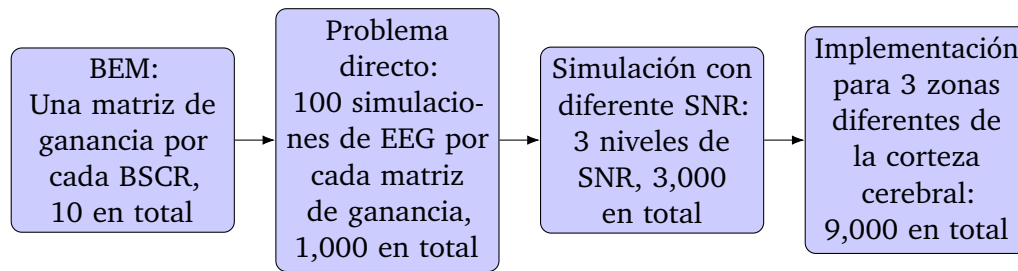 BEM:
Una matriz de
ganancia por
cada BSCR,
10 en total
Problema
directo:
100 simulacio-
nes de EEG por
cada matriz
de ganancia,
1,000 en total
Simulación con
diferente SNR:
3 niveles de
SNR, 3,000
en total
Implementación
para 3 zonas
diferentes de
la corteza
cerebral:
9,000 en total